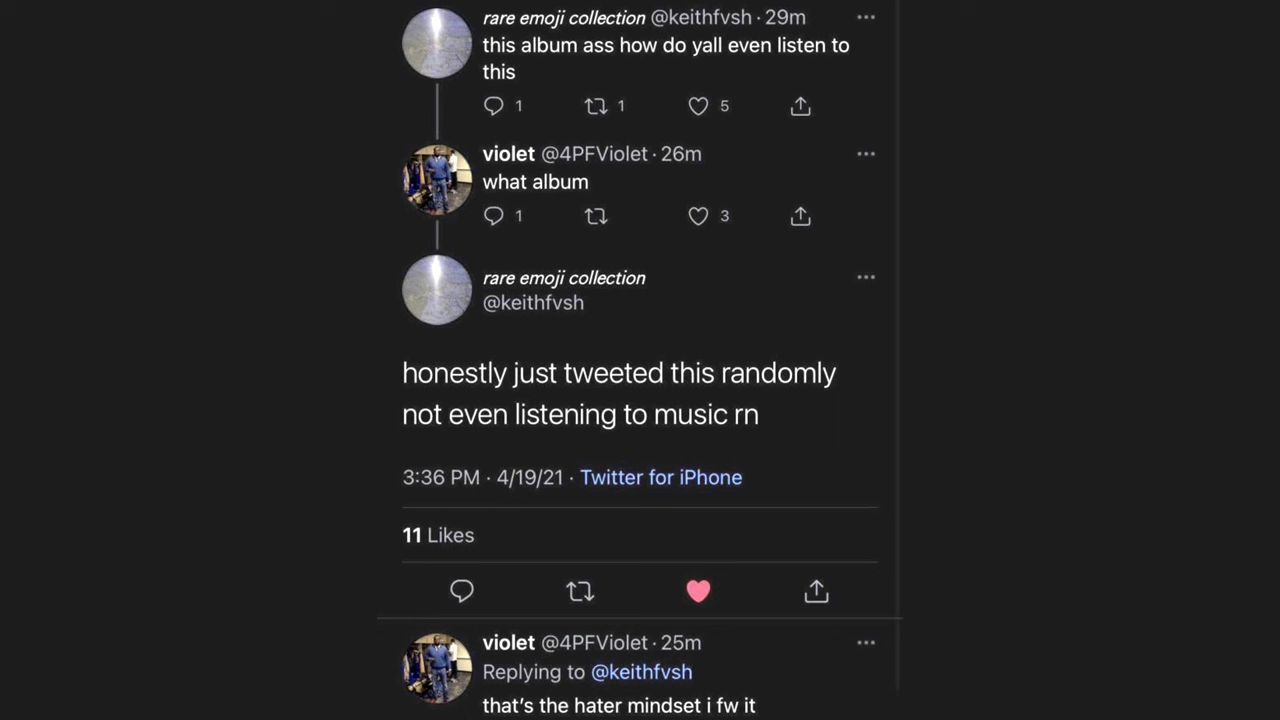 rare emoji collection @keithfvsh · 29m
this album ass how do yall even listen to
this
1 1 5
violet @4PFViolet · 26m
what album
1 3
rare emoji collection
@keithfvsh
honestly just tweeted this randomly
not even listening to music rn
3:36 PM · 4/19/21 · Twitter for iPhone
11 Likes
violet @4PFViolet · 25m
Replying to @keithfvsh
that's the hater mindset i fw it